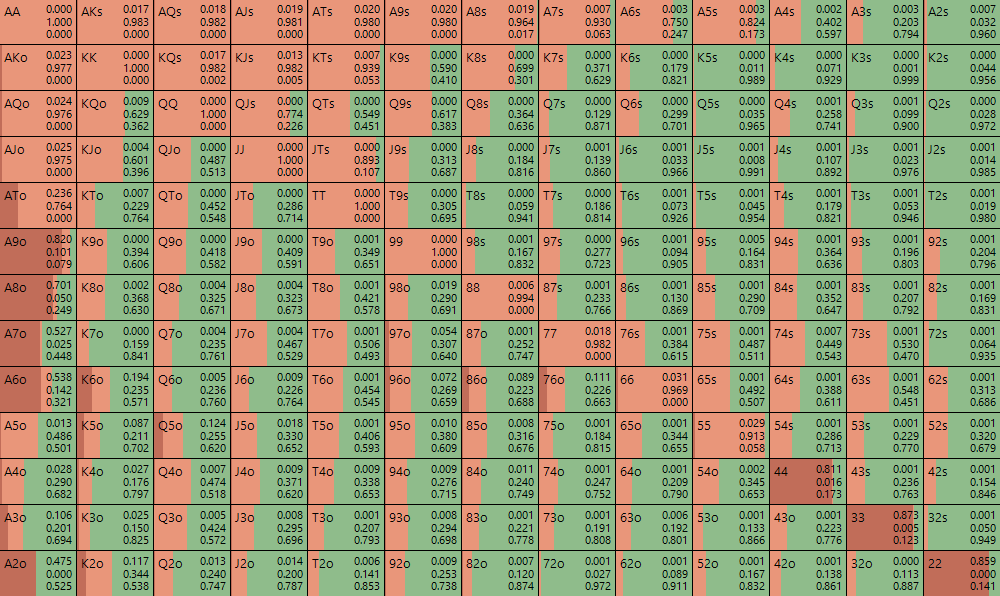 AA 0.000 AKs 0.017 AQs 0.018 AJs 0.019 ATs 0.020 A9s 0.020 A8s 0.019 A7s 0.007 A6s 0.003 A5s 0.003 A4s 0.002 A3s 0.003 A2s 0.007
1.000 0.983 0.982 0.981 0.980 0.980 0.964 0.930 0.750 0.824 0.402 0.203 0.032
0.000 0.000 0.000 0.000 0.000 0.000 0.017 0.063 0.247 0.173 0.597 0.794 0.960
AKo 0.023 KK 0.000 KQs 0.017 KJs 0.013 KTs 0.007 K9s 0.000 K8s 0.000 K7s 0.000 K6s 0.000 K5s 0.000 K4s 0.000 K3s 0.000 K2s 0.000
0.977 1.000 0.982 0.982 0.939 0.590 0.699 0.371 0.179 0.011 0.071 0.001 0.044
0.000 0.000 0.002 0.005 0.053 0.410 0.301 0.629 0.821 0.989 0.929 0.999 0.956
AQo 0.024 KQo 0.009 QQ 0.000 QJs 0.000 QTs 0.000 Q9s 0.000 Q8s 0.000 Q7s 0.000 Q6s 0.000 Q5s 0.000 Q4s 0.001 Q3s 0.001 Q2s 0.000
0.976 0.629 1.000 0.774 0.549 0.617 0.364 0.129 0.299 0.035 0.258 0.099 0.028
0.000 0.362 0.000 0.226 0.451 0.383 0.636 0.871 0.701 0.965 0.741 0.900 0.972
AJo 0.025 KJo 0.004 QJo 0.000 JJ 0.000 JTs 0.000 J9s 0.000 J8s 0.000 J7s 0.001 J6s 0.001 J5s 0.001 J4s 0.001 J3s 0.001 J2s 0.001
0.975 0.601 0.487 1.000 0.893 0.313 0.184 0.139 0.033 0.008 0.107 0.023 0.014
0.000 0.396 0.513 0.000 0.107 0.687 0.816 0.860 0.966 0.991 0.892 0.976 0.985
ATo 0.236 KTo 0.007 QTo 0.000 JTo 0.000 TT 0.000 T9s 0.000 T8s 0.000 T7s 0.001 T6s 0.001 T5s 0.001 T4s 0.001 T3s 0.001 T2s 0.001
0.764 0.229 0.452 0.286 1.000 0.305 0.059 0.186 0.073 0.045 0.179 0.053 0.019
0.000 0.764 0.548 0.714 0.000 0.695 0.941 0.814 0.926 0.954 0.821 0.946 0.980
A9o 0.820 K9o 0.000 Q9o 0.000 J9o 0.000 T9o 0.001 99 0.000 98s 0.001 97s 0.000 96s 0.001 95s 0.005 94s 0.001 93s 0.001 92s 0.001
0.101 0.394 0.418 0.409 0.349 1.000 0.167 0.277 0.094 0.164 0.364 0.196 0.204
0.079 0.606 0.582 0.591 0.651 0.000 0.832 0.723 0.905 0.831 0.636 0.803 0.796
A8o 0.701 K8o 0.002 Q8o 0.004 J8o 0.004 T8o 0.001 98o 0.019 88 0.006 87s 0.001 86s 0.001 85s 0.001 84s 0.001 83s 0.001 82s 0.001
0.050 0.368 0.325 0.323 0.421 0.290 0.994 0.233 0.130 0.290 0.352 0.207 0.169
0.249 0.630 0.671 0.673 0.578 0.691 0.000 0.766 0.869 0.709 0.647 0.792 0.831
A7o 0.527 K7o 0.000 Q7o 0.004 J7o 0.004 T7o 0.001 97o 0.054 87o 0.001 77 0.018 76s 0.001 75s 0.001 74s 0.007 73s 0.001 72s 0.001
0.025 0.159 0.235 0.467 0.506 0.307 0.252 0.982 0.384 0.487 0.449 0.530 0.064
0.448 0.841 0.761 0.529 0.493 0.640 0.747 0.000 0.615 0.511 0.543 0.470 0.935
A6o 0.538 K6o 0.194 Q6o 0.005 J6o 0.009 T6o 0.001 96o 0.072 86o 0.089 76o 0.111 66 0.031 65s 0.001 64s 0.001 63s 0.001 62s 0.001
0.142 0.235 0.236 0.226 0.454 0.269 0.223 0.226 0.969 0.492 0.388 0.548 0.313
0.321 0.571 0.760 0.764 0.545 0.659 0.688 0.663 0.000 0.507 0.611 0.451 0.686
A5o 0.013 K5o 0.087 Q5o 0.124 J5o 0.018 T5o 0.001 95o 0.010 85o 0.008 75o 0.001 65o 0.001 55 0.029 54s 0.001 53s 0.001 52s 0.001
0.486 0.211 0.255 0.330 0.406 0.380 0.316 0.184 0.344 0.913 0.286 0.229 0.320
0.501 0.702 0.620 0.652 0.593 0.609 0.676 0.815 0.655 0.058 0.713 0.770 0.679
A4o 0.028 K4o 0.027 Q4o 0.007 J4o 0.009 T4o 0.009 94o 0.009 84o 0.011 74o 0.001 64o 0.001 54o 0.002 44 0.811 43s 0.001 42s 0.001
0.290 0.176 0.474 0.371 0.338 0.276 0.240 0.247 0.209 0.345 0.016 0.236 0.154
0.682 0.797 0.518 0.620 0.653 0.715 0.749 0.752 0.790 0.653 0.173 0.763 0.846
A3o 0.106 K3o 0.025 Q3o 0.005 J3o 0.008 T3o 0.001 93o 0.008 83o 0.001 73o 0.001 63o 0.006 53o 0.001 43o 0.001 33 0.873 32s 0.001
0.201 0.150 0.424 0.295 0.207 0.294 0.221 0.191 0.192 0.133 0.223 0.005 0.050
0.694 0.825 0.572 0.696 0.793 0.698 0.778 0.808 0.801 0.866 0.776 0.123 0.949
A2o 0.475 K2o 0.117 Q2o 0.013 J2o 0.014 T2o 0.006 92o 0.009 82o 0.007 72o 0.001 62o 0.001 52o 0.001 42o 0.001 32o 0.000 22 0.859
0.000 0.344 0.240 0.200 0.141 0.253 0.120 0.027 0.089 0.167 0.138 0.113 0.000
0.525 0.538 0.747 0.787 0.853 0.738 0.874 0.972 0.911 0.832 0.861 0.887 0.141